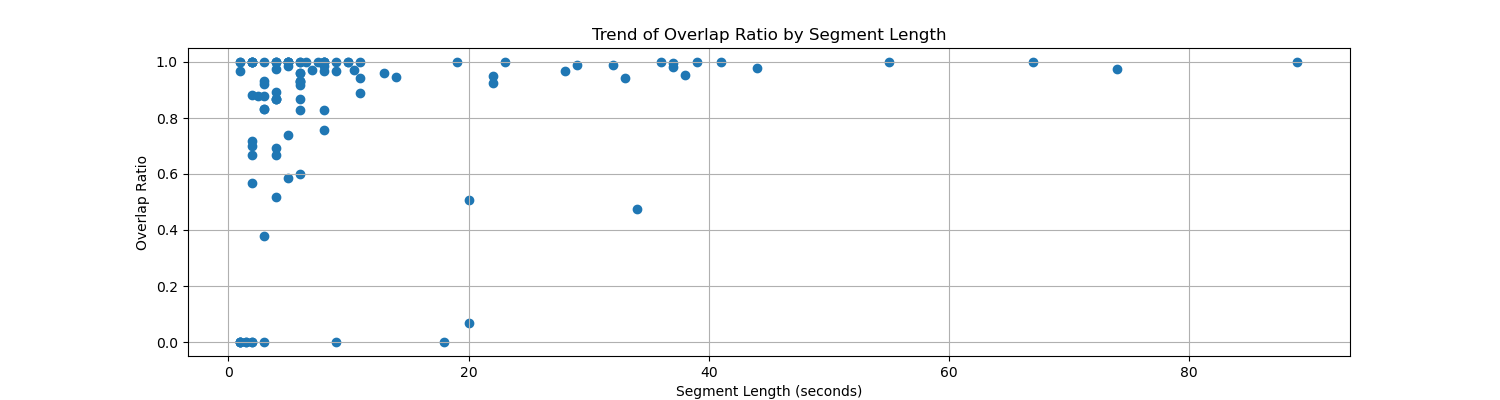 Trend of Overlap Ratio by Segment Length
1.0
0.8
0.6
0.4
0.2
0.0
Overlap Ratio
0 20 40 60 80
Segment Length (seconds)